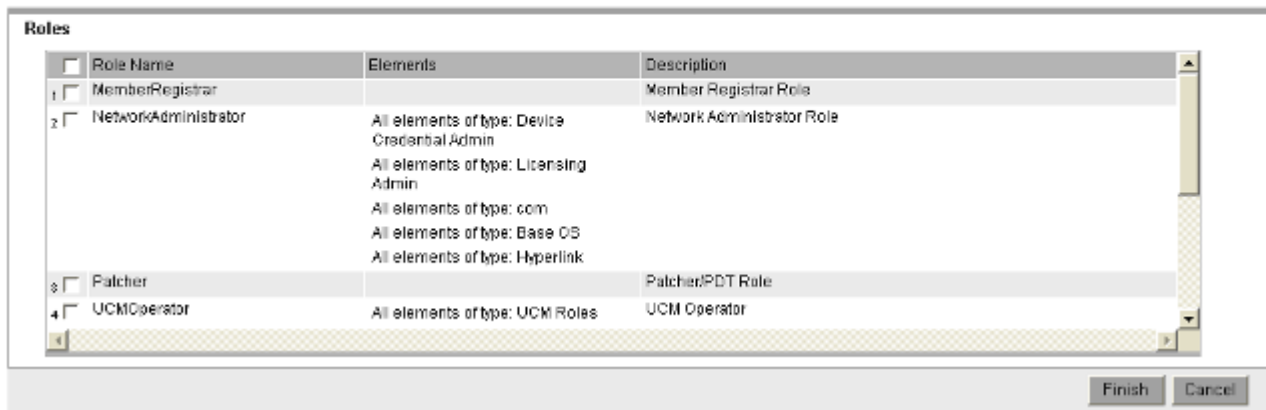 Roles
Role Name Elements Description
1 MemberRegistrar Member Registrar Role
2 NetworkAdministrator All elements of type: Device Network Administrator Role
Credential Admin
All elements of type: Licensing
Admin
All elements of type: com
All elements of type: Base OS
All elements of type: Hyperlink
3 Patcher Patcher/PDT Role
4 UCMOperator All elements of type: UCM Roles UCM Operator
Finish Cancel